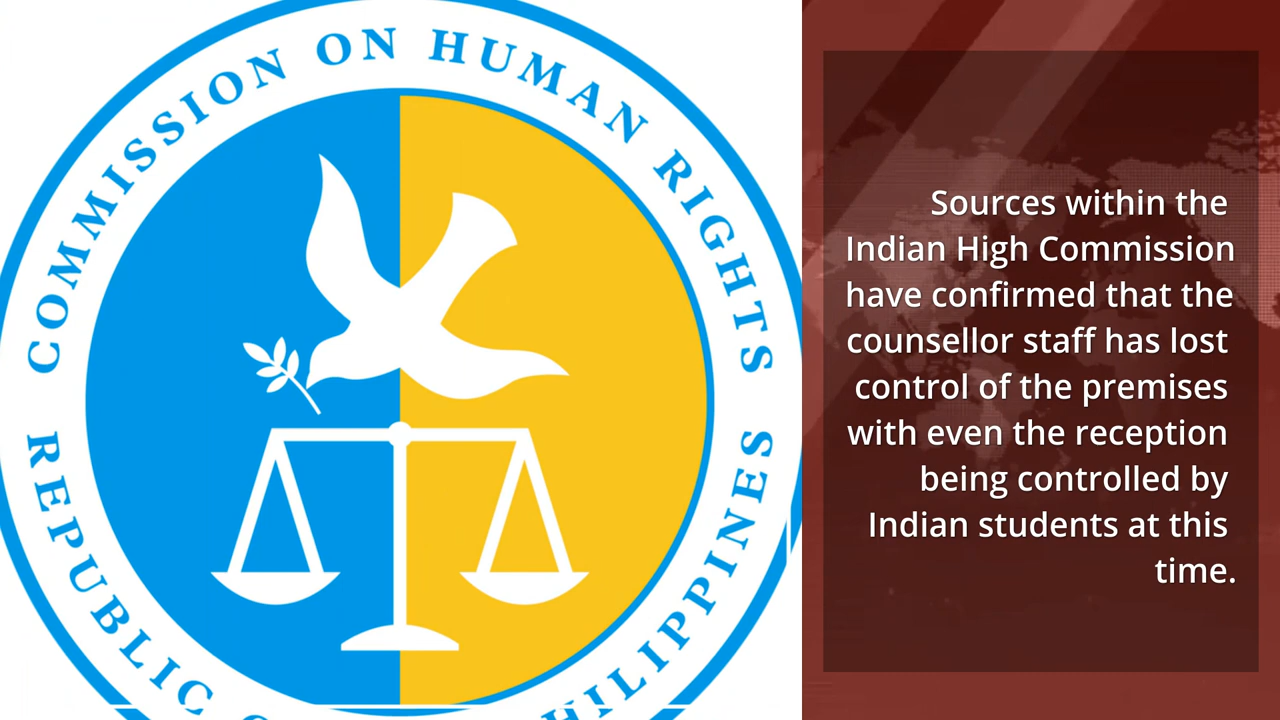 COMMISSION ON HUMAN RIGHTS
REPUBLIC
Sources within the
Indian High Commission
have confirmed that the
counsellor staff has lost
control of the premises
with even the reception
being controlled by
Indian students at this
time.